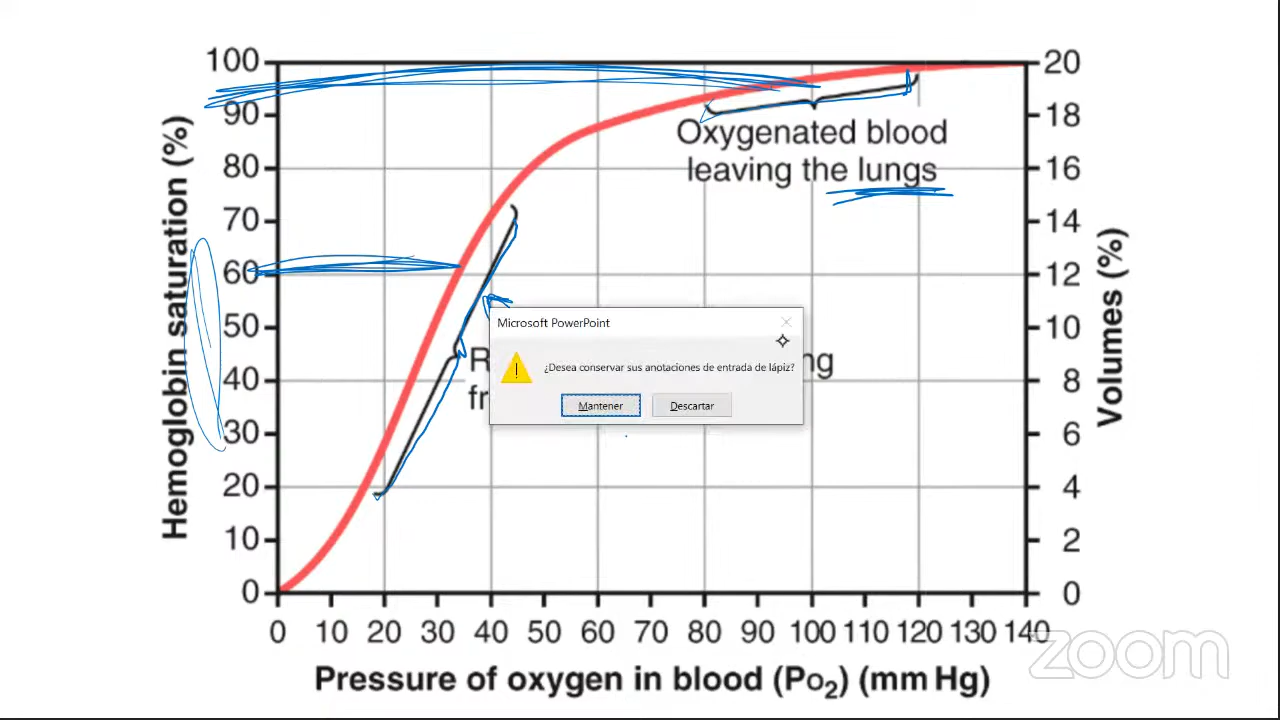 100
90
80
70
60
50
40
30
20
10
0
Hemoglobin saturation (%)
Oxygenated blood
leaving the lungs
20
18
16
14
12
10
8
6
4
2
0
Volumes (%)
Microsoft PowerPoint
¿Desea conservar sus anotaciones de entrada de lápiz?
Mantener Descartar
0 10 20 30 40 50 60 70 80 90 100 110 120 130 140
Pressure of oxygen in blood (PO₂) (mm Hg)
zoom